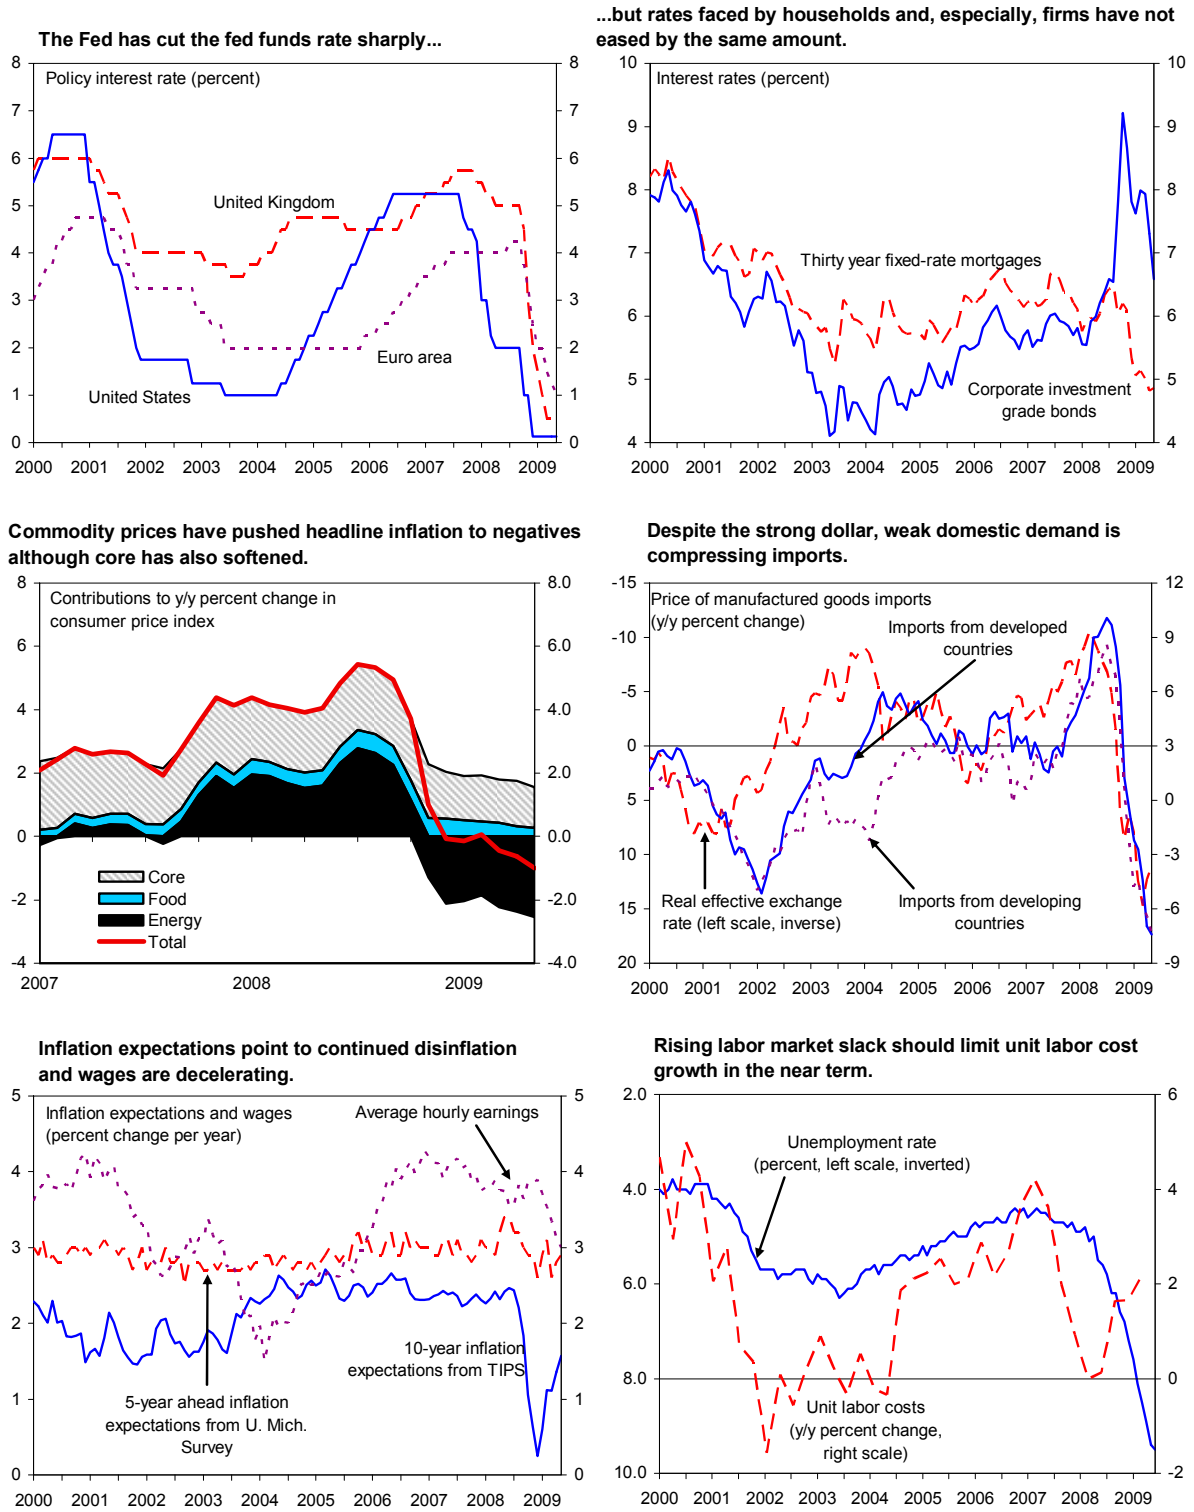 The Fed has cut the fed funds rate sharply...
8
8
Policy interest rate (percent)
7
7
6
6
5
5
United Kingdom
4
4
3
3
2
2
Euro area
1
1
United States
0
0
2000 2001 2002 2003 2004 2005 2006 2007 2008 2009
...but rates faced by households and, especially, firms have not
eased by the same amount.
10
10
Interest rates (percent)
9
9
8
8
7
7
Thirty year fixed-rate mortgages
6
6
5
5
Corporate investment
grade bonds
4
4
2000 2001 2002 2003 2004 2005 2006 2007 2008 2009
Commodity prices have pushed headline inflation to negatives
although core has also softened.
8
8.0
Contributions to y/y percent change in
consumer price index
6
6.0
4
4.0
2
2.0
0
0.0
Core
Food
Energy
Total
-2
-2.0
-4
-4.0
2007 2008 2009
Despite the strong dollar, weak domestic demand is
compressing imports.
-15
12
Price of manufactured goods imports
(y/y percent change)
Imports from developed
countries
-10
9
-5
6
0
3
5
0
10
-3
Real effective exchange
rate (left scale, inverse)
Imports from developing
countries
15
-6
20
-9
2000 2001 2002 2003 2004 2005 2006 2007 2008 2009
Inflation expectations point to continued disinflation
and wages are decelerating.
5
5
Inflation expectations and wages
(percent change per year)
Average hourly earnings
4
4
3
3
2
2
10-year inflation
expectations from TIPS
1
1
5-year ahead inflation
expectations from U. Mich.
Survey
0
0
2000 2001 2002 2003 2004 2005 2006 2007 2008 2009
Rising labor market slack should limit unit labor cost
growth in the near term.
2.0
6
Unemployment rate
(percent, left scale, inverted)
4.0
4
6.0
2
8.0
0
Unit labor costs
(y/y percent change,
right scale)
10.0
-2
2000 2001 2002 2003 2004 2005 2006 2007 2008 2009